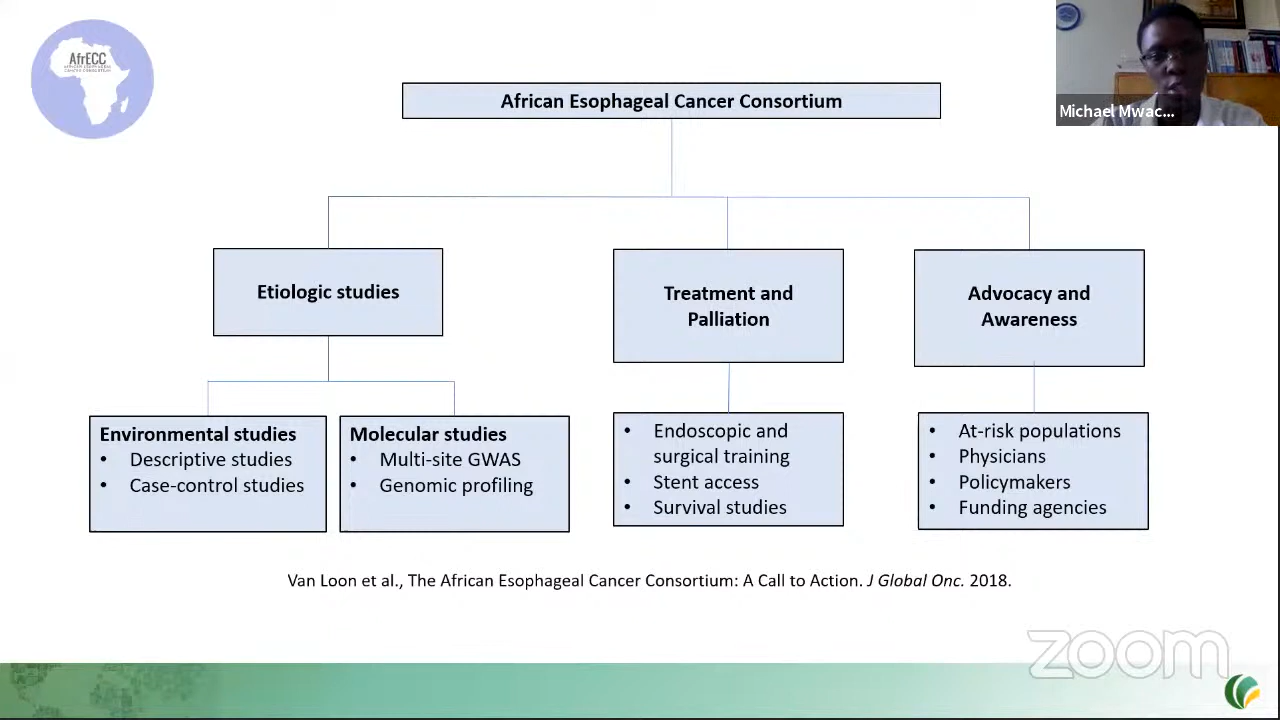 AfrECC
African Esophageal Cancer Consortium
Michael Mwac...
Etiologic studies
Treatment and
Palliation
Advocacy and
Awareness
Environmental studies
• Descriptive studies
• Case-control studies
Molecular studies
• Multi-site GWAS
• Genomic profiling
• Endoscopic and
surgical training
• Stent access
• Survival studies
• At-risk populations
• Physicians
• Policymakers
• Funding agencies
Van Loon et al., The African Esophageal Cancer Consortium: A Call to Action. J Global Onc. 2018.
zoom